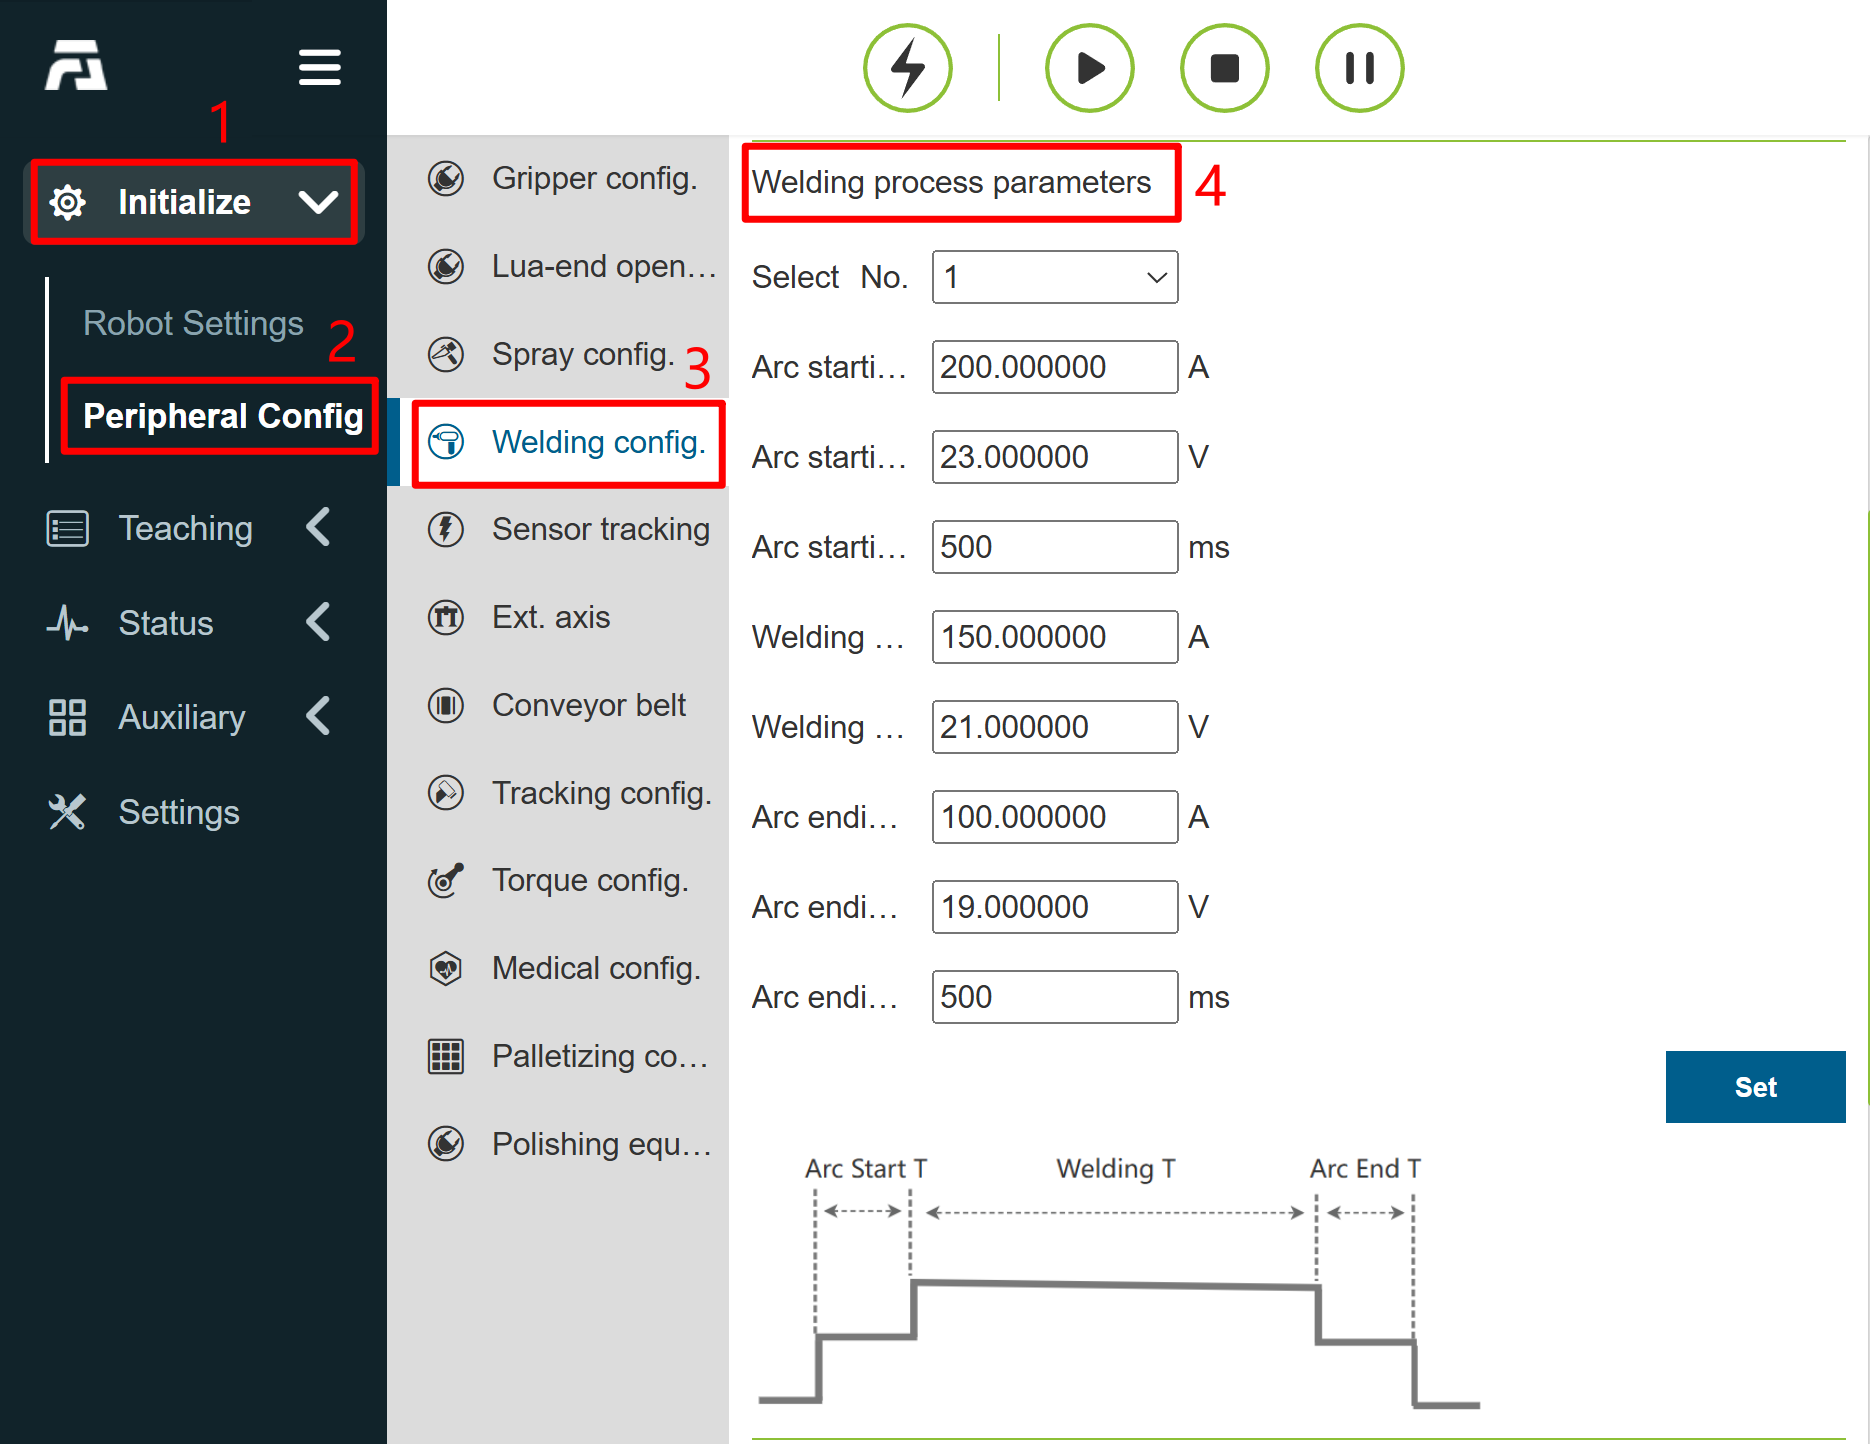 1
Initialize
Robot Settings
2
Peripheral Config
Teaching
Status
Auxiliary
Settings
Gripper config.
Lua-end open…
Spray config.
3
Welding config.
Sensor tracking
Ext. axis
Conveyor belt
Tracking config.
Torque config.
Medical config.
Palletizing co…
Polishing equ…
Welding process parameters 4
Select No. 1
Arc starti… 200.000000 A
Arc starti… 23.000000 V
Arc starti… 500 ms
Welding … 150.000000 A
Welding … 21.000000 V
Arc endi… 100.000000 A
Arc endi… 19.000000 V
Arc endi… 500 ms
Set
Arc Start T Welding T Arc End T